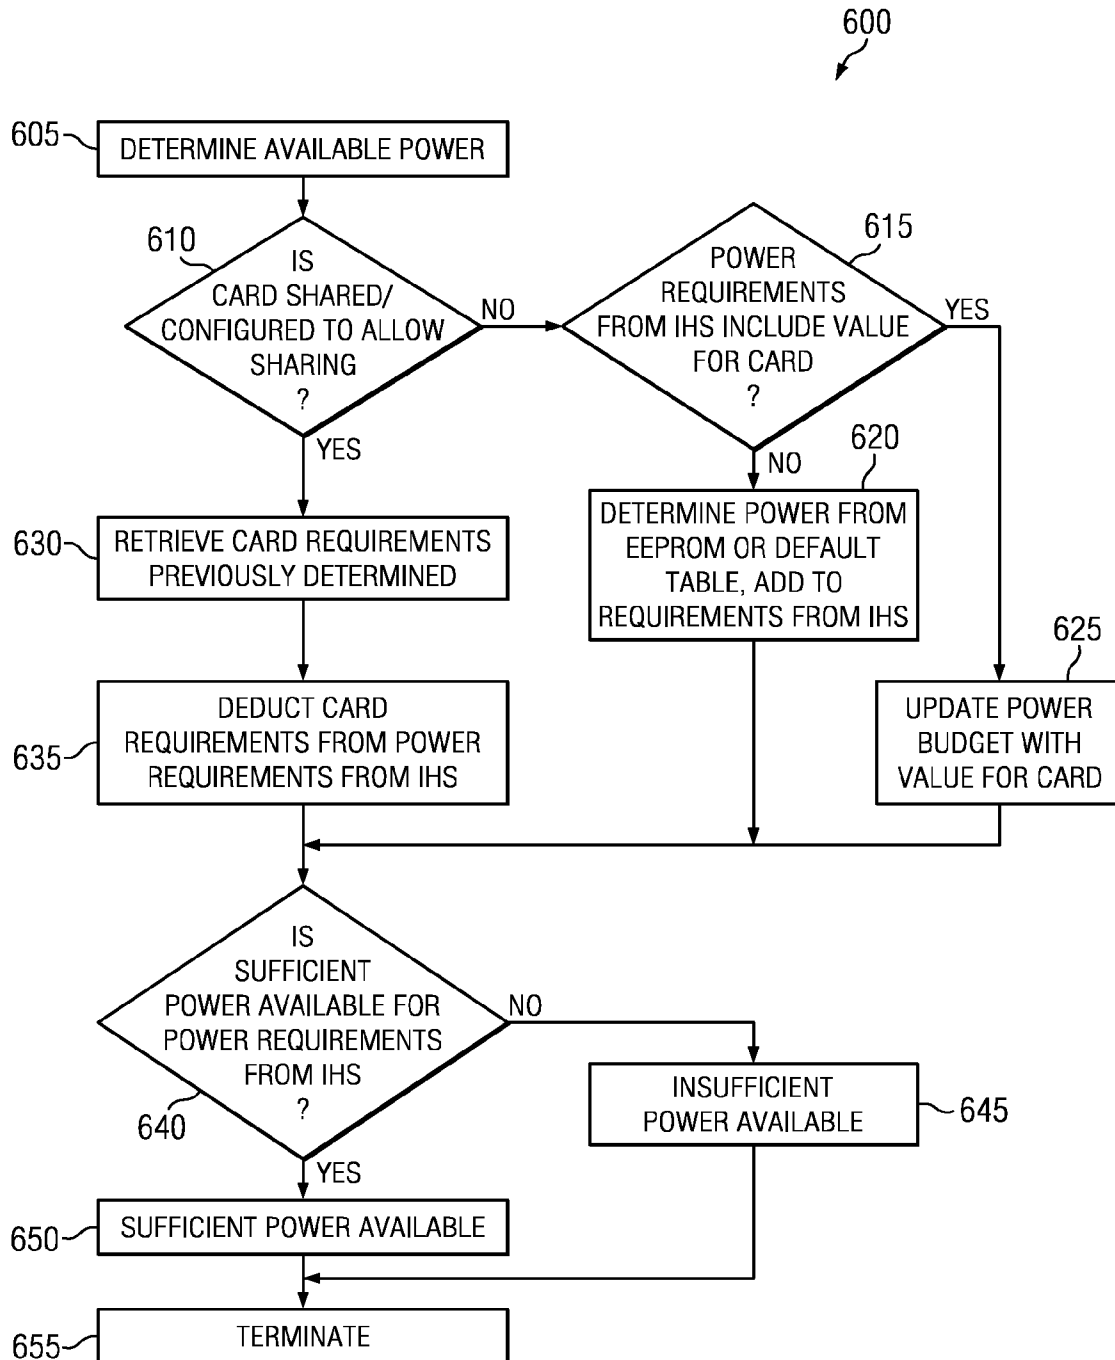 600
605
DETERMINE AVAILABLE POWER
610
IS
CARD SHARED/
CONFIGURED TO ALLOW
SHARING
?
NO
YES
615
POWER
REQUIREMENTS
FROM IHS INCLUDE VALUE
FOR CARD
?
YES
NO
620
DETERMINE POWER FROM
EEPROM OR DEFAULT
TABLE, ADD TO
REQUIREMENTS FROM IHS
625
UPDATE POWER
BUDGET WITH
VALUE FOR CARD
630
RETRIEVE CARD REQUIREMENTS
PREVIOUSLY DETERMINED
635
DEDUCT CARD
REQUIREMENTS FROM POWER
REQUIREMENTS FROM IHS
IS
SUFFICIENT
POWER AVAILABLE FOR
POWER REQUIREMENTS
FROM IHS
?
640
NO
YES
INSUFFICIENT
POWER AVAILABLE
645
650
SUFFICIENT POWER AVAILABLE
655
TERMINATE